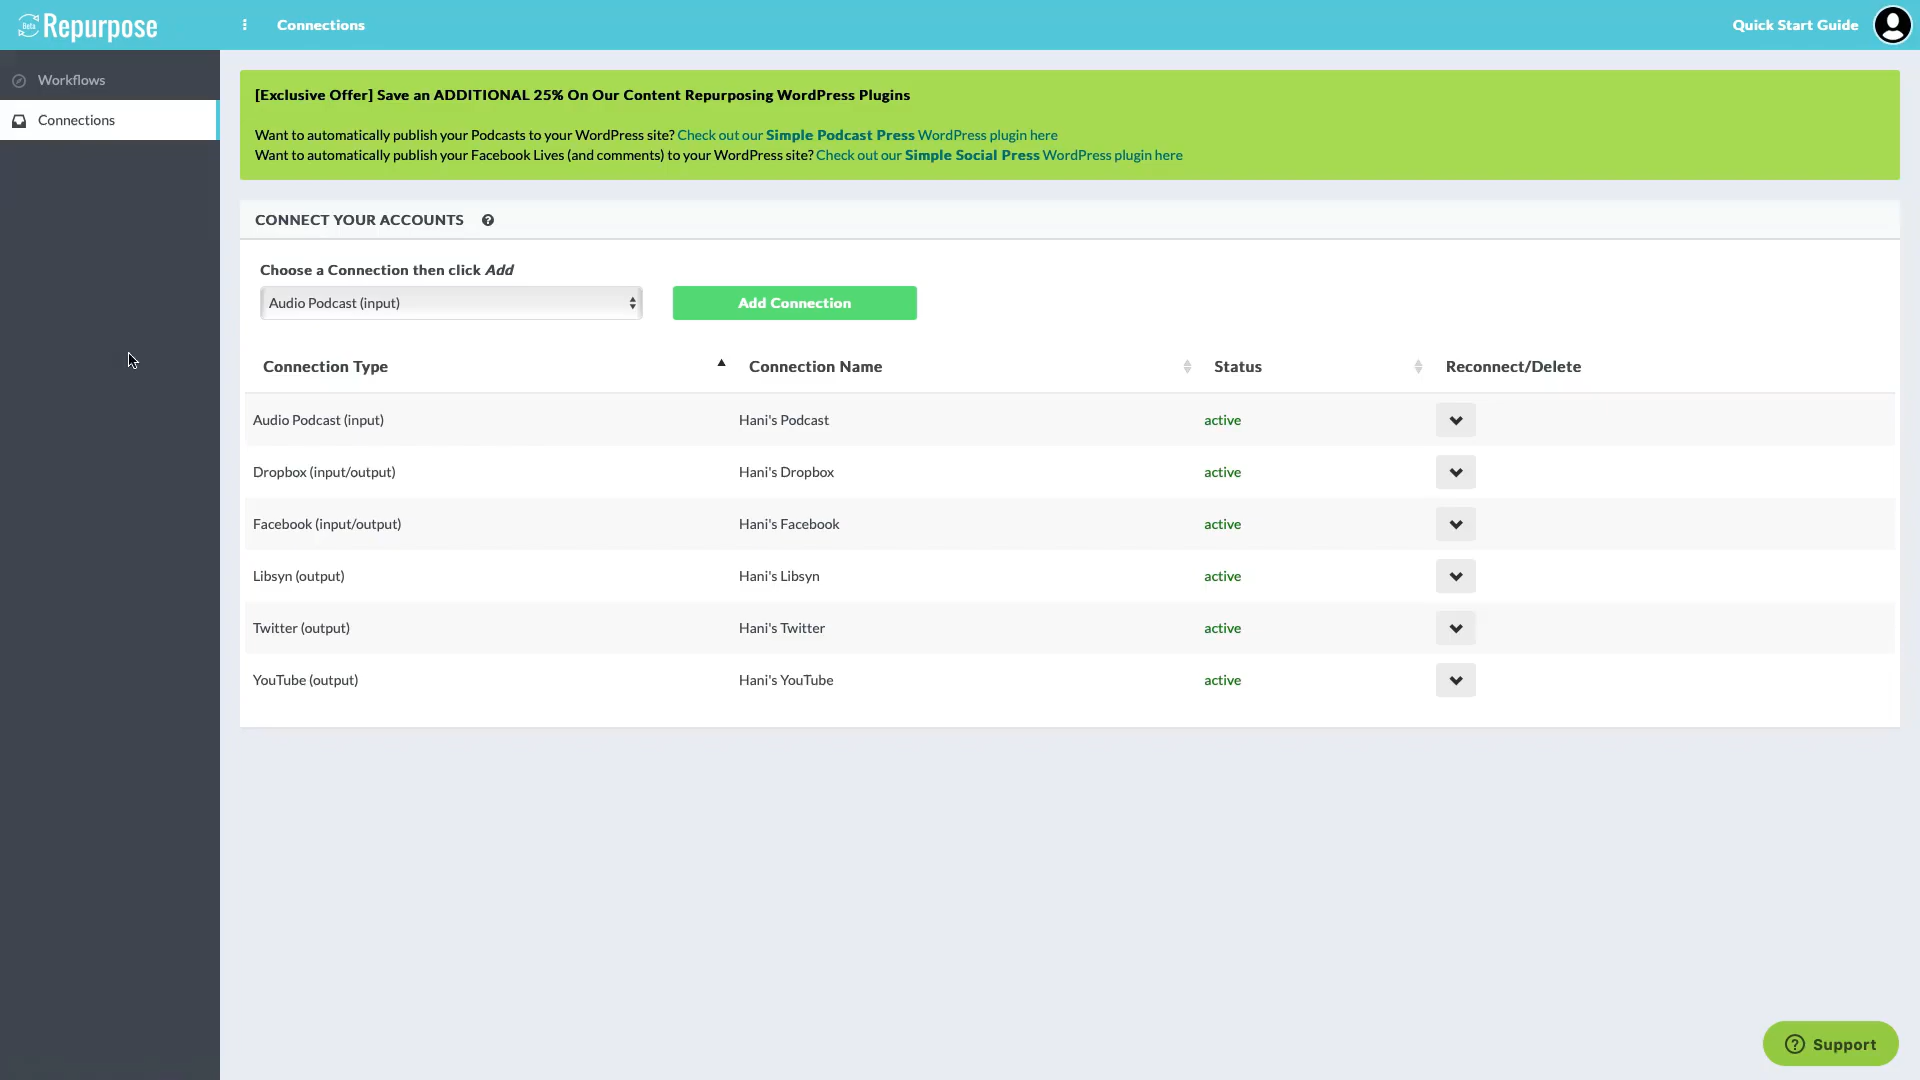 Beta Repurpose
Connections
Quick Start Guide
Workflows
Connections
[Exclusive Offer] Save an ADDITIONAL 25% On Our Content Repurposing WordPress Plugins
Want to automatically publish your Podcasts to your WordPress site? Check out our Simple Podcast Press WordPress plugin here
Want to automatically publish your Facebook Lives (and comments) to your WordPress site? Check out our Simple Social Press WordPress plugin here
CONNECT YOUR ACCOUNTS ?
Choose a Connection then click Add
Audio Podcast (input)
Add Connection
Connection Type Connection Name Status Reconnect/Delete
Audio Podcast (input) Hani's Podcast active
Dropbox (input/output) Hani's Dropbox active
Facebook (input/output) Hani's Facebook active
Libsyn (output) Hani's Libsyn active
Twitter (output) Hani's Twitter active
YouTube (output) Hani's YouTube active
? Support